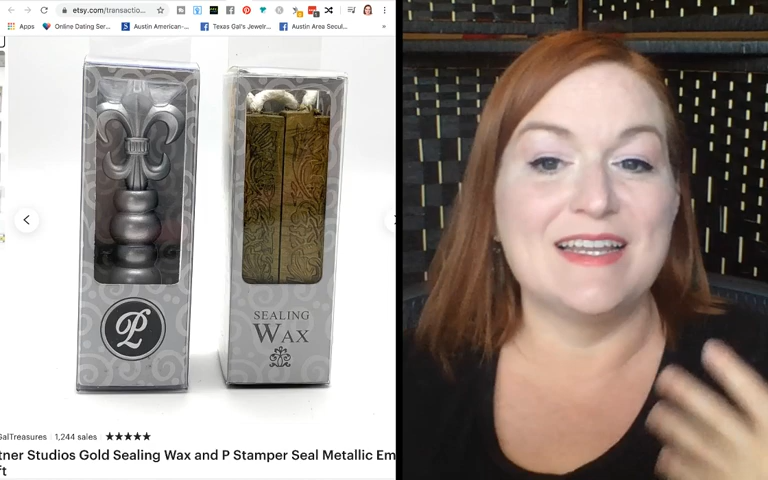 etsy.com/transactio...
Apps Online Dating Ser... Austin American-... Texas Gal's Jewelr... Austin Area Secul... »
P
SEALING
WAX
GalTreasures 1,244 sales ★★★★★
tner Studios Gold Sealing Wax and P Stamper Seal Metallic Em
ft